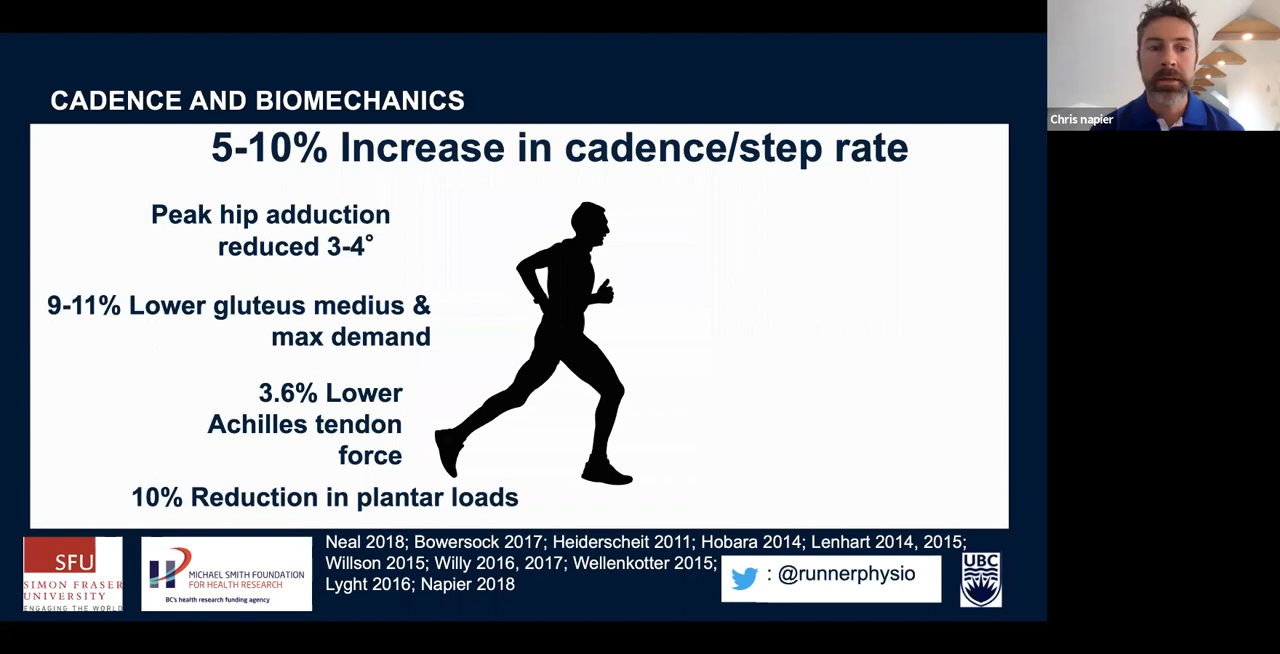 CADENCE AND BIOMECHANICS
5-10% Increase in cadence/step rate
Peak hip adduction
reduced 3-4°
9-11% Lower gluteus medius &
max demand
3.6% Lower
Achilles tendon
force
10% Reduction in plantar loads
Neal 2018; Bowersock 2017; Heiderscheit 2011; Hobara 2014; Lenhart 2014, 2015;
Willson 2015; Willy 2016, 2017; Wellenkotter 2015;
Lyght 2016; Napier 2018
: @runnerphysio
SFU
SIMON FRASER
UNIVERSITY
ENGAGING THE WORLD
MICHAEL SMITH FOUNDATION
FOR HEALTH RESEARCH
BC's health research funding agency
UBC
Chris napier